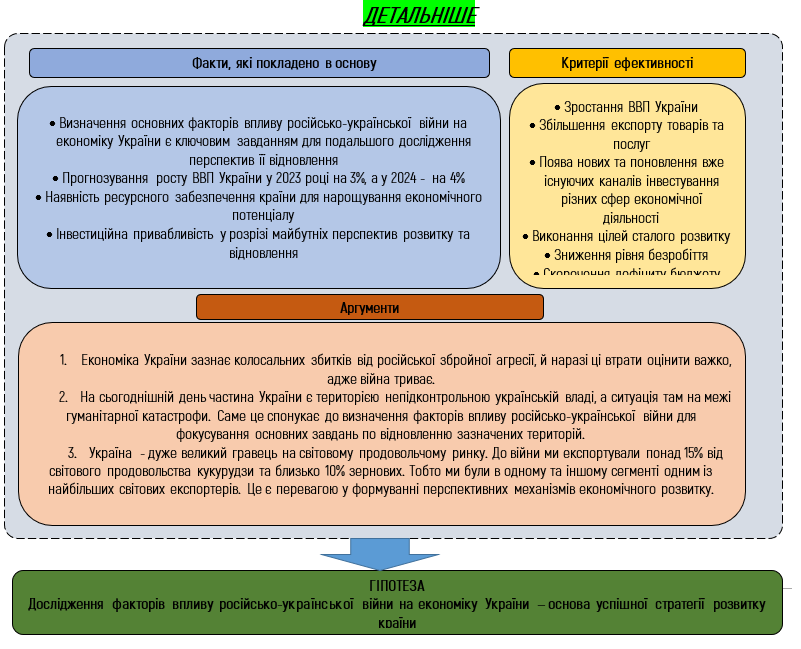 ДЕТАЛЬНІШЕ
Факти, які покладено в основу
• Визначення основних факторів впливу російсько-української війни на
економіку України є ключовим завданням для подальшого дослідження
перспектив її відновлення
• Прогнозування росту ВВП України у 2023 році на 3%, а у 2024 - на 4%
• Наявність ресурсного забезпечення країни для нарощування економічного
потенціалу
• Інвестиційна привабливість у розрізі майбутніх перспектив розвитку та
відновлення
Критерії ефективності
• Зростання ВВП України
• Збільшення експорту товарів та
послуг
• Поява нових та поновлення вже
існуючих каналів інвестування
різних сфер економічної
діяльності
• Виконання цілей сталого розвитку
• Зниження рівня безробіття
• Скорочення дефіциту бюджету
Аргументи
1. Економіка України зазнає колосальних збитків від російської збройної агресії, й наразі ці втрати оцінити важко,
адже війна триває.
2. На сьогоднішній день частина України є територією непідконтрольною українській владі, а ситуація там на межі
гуманітарної катастрофи. Саме це спонукає до визначення факторів впливу російсько-української війни для
фокусування основних завдань по відновленню зазначених територій.
3. Україна - дуже великий гравець на світовому продовольчому ринку. До війни ми експортували понад 15% від
світового продовольства кукурудзи та близько 10% зернових. Тобто ми були в одному та іншому сегменті одним із
найбільших світових експортерів. Це є перевагою у формуванні перспективних механізмів економічного розвитку.
ГІПОТЕЗА
Дослідження факторів впливу російсько-української війни на економіку України – основа успішної стратегії розвитку
країни